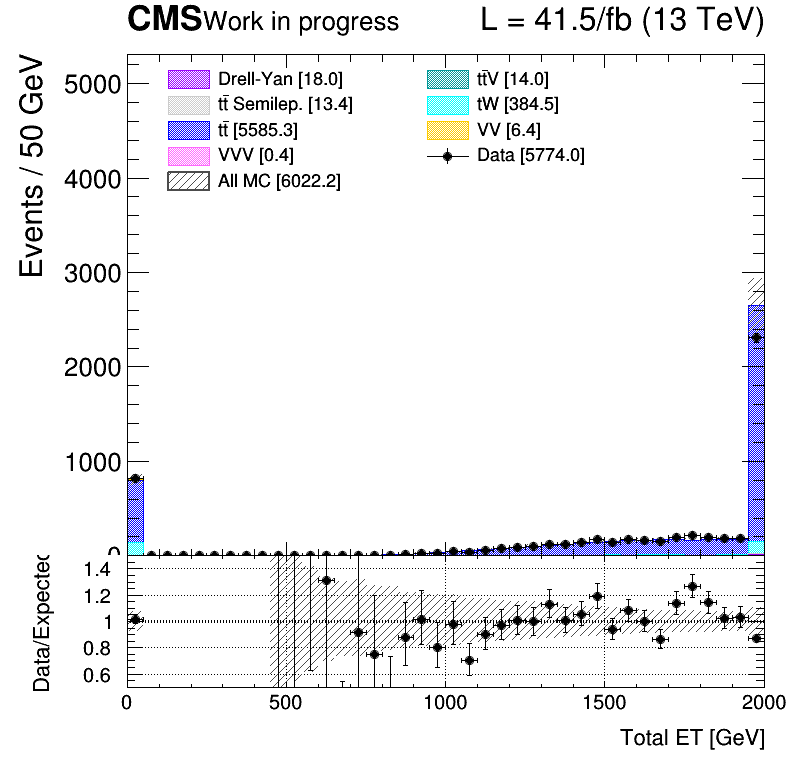 CMS Work in progress L = 41.5/fb (13 TeV)
Events / 50 GeV
5000
4000
3000
2000
1000
0
Drell-Yan [18.0]
tt̄ Semilep. [13.4]
tt̄ [5585.3]
VVV [0.4]
All MC [6022.2]
tt̄V [14.0]
tW [384.5]
VV [6.4]
Data [5774.0]
Data/Expected
1.4
1.2
1
0.8
0.6
0 500 1000 1500 2000
Total ET [GeV]